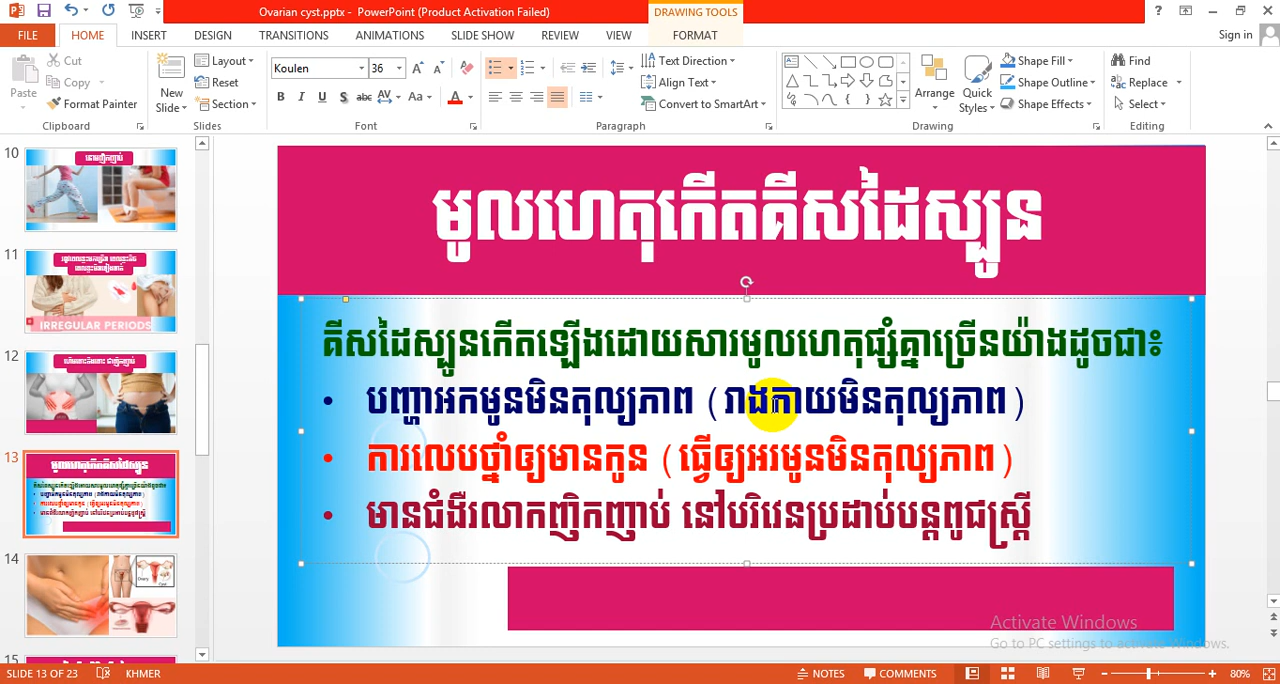 Ovarian cyst.pptx - PowerPoint (Product Activation Failed)
DRAWING TOOLS
FILE HOME INSERT DESIGN TRANSITIONS ANIMATIONS SLIDE SHOW REVIEW VIEW FORMAT
Sign in
Paste
Cut
Copy
Format Painter
Clipboard
New Slide
Layout
Reset
Section
Slides
Koulen 36
Font
Text Direction
Align Text
Convert to SmartArt
Paragraph
Arrange
Quick Styles
Shape Fill
Shape Outline
Shape Effects
Drawing
Find
Replace
Select
Editing
10
11
IRREGULAR PERIODS
12
13
14
15
មូលហេតុកើតគីសដៃស្បូន
គីសដៃស្បូនកើតឡើងដោយសារមូលហេតុផ្សំគ្នាច្រើនយ៉ាងដូចជា៖
• បញ្ហាអកមូនមិនតុល្យភាព (រាងកាយមិនតុល្យភាព)
• ការលេបថ្នាំឲ្យមានកូន (ធ្វើឲ្យអរមូនមិនតុល្យភាព)
• មានជំងឺរលាកញិកញាប់ នៅបរិវេនប្រដាប់បន្តពូជស្ត្រី
Activate Windows
Go to PC settings to activate Windows.
SLIDE 13 OF 23 KHMER NOTES COMMENTS 80%